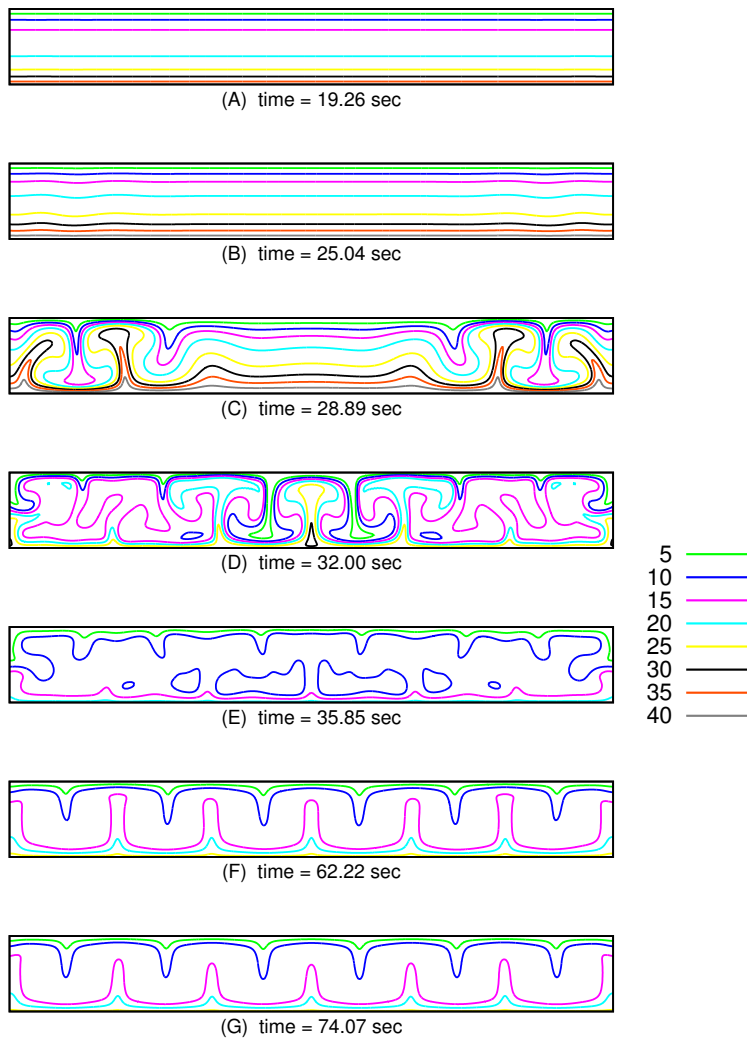 (A) time = 19.26 sec
(B) time = 25.04 sec
(C) time = 28.89 sec
(D) time = 32.00 sec
5
10
15
20
25
30
35
40
(E) time = 35.85 sec
(F) time = 62.22 sec
(G) time = 74.07 sec